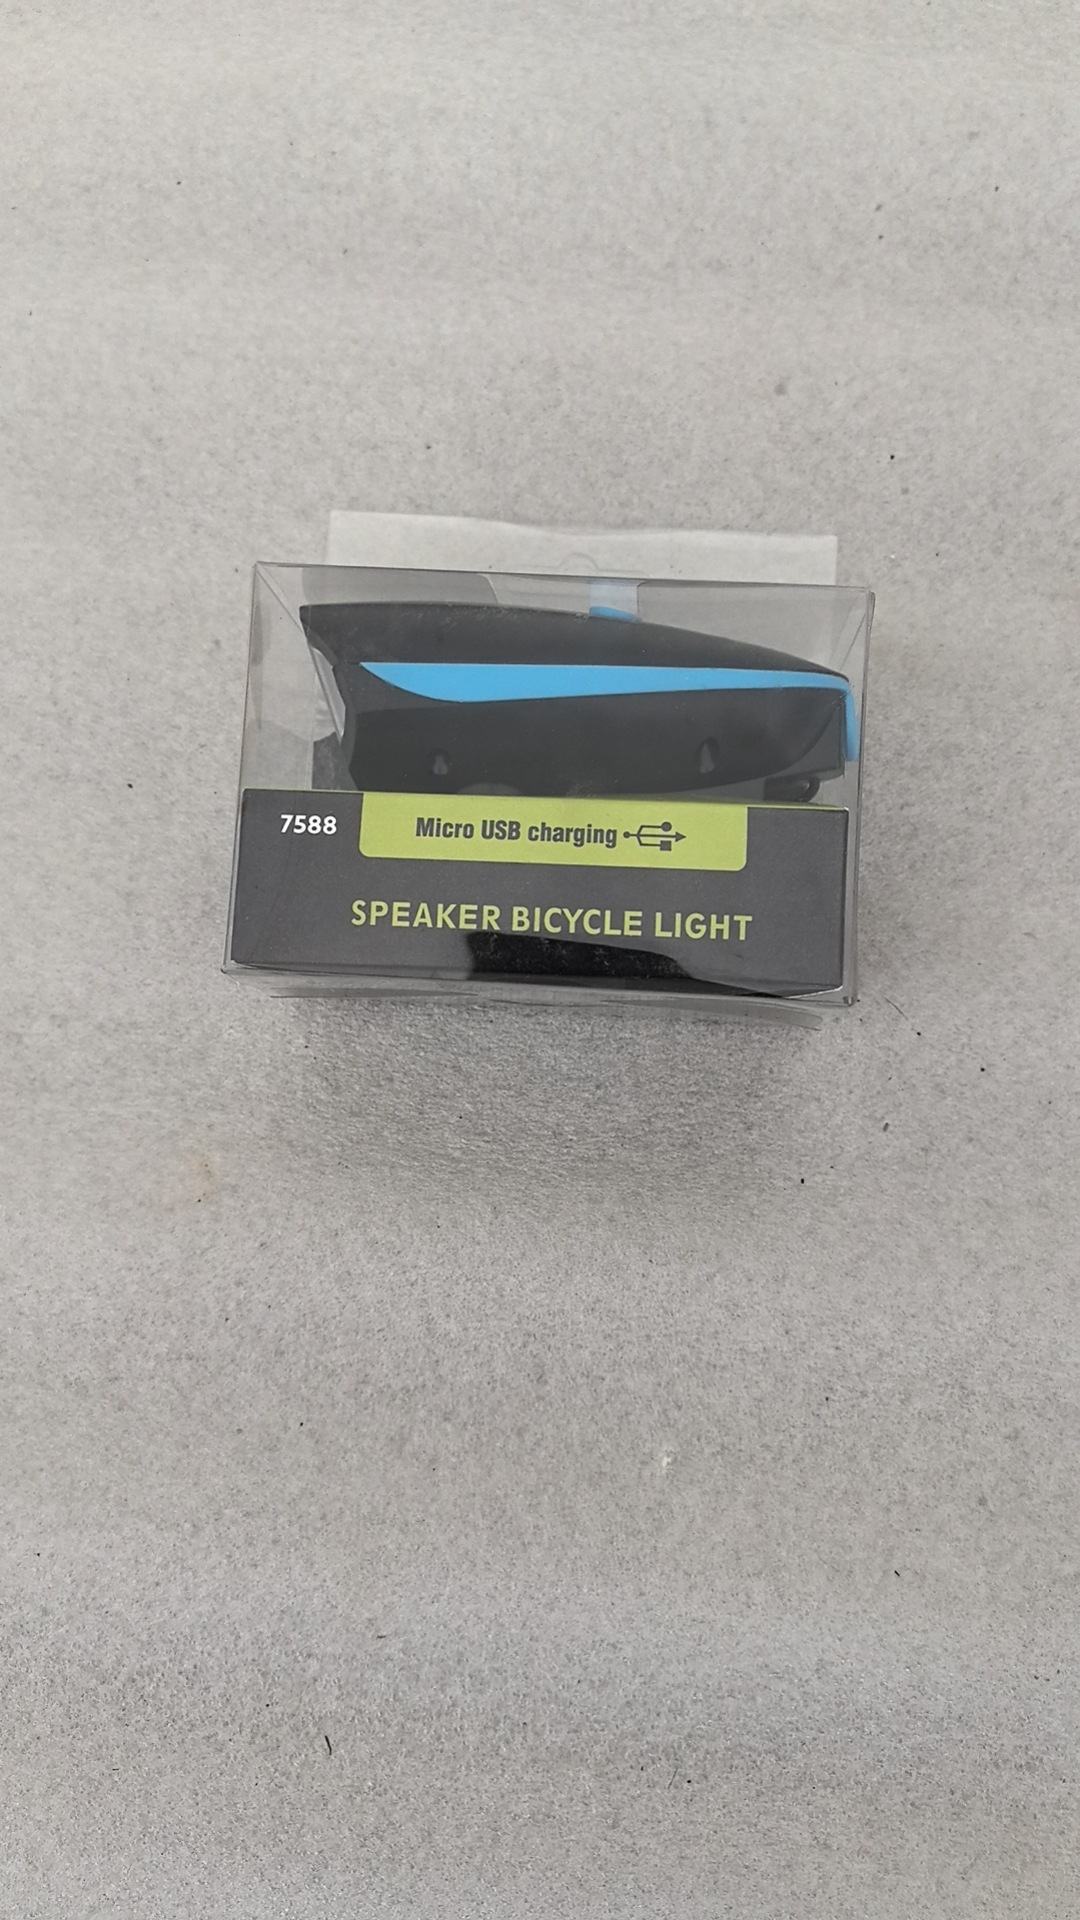 7588
Micro USB charging
SPEAKER BICYCLE LIGHT